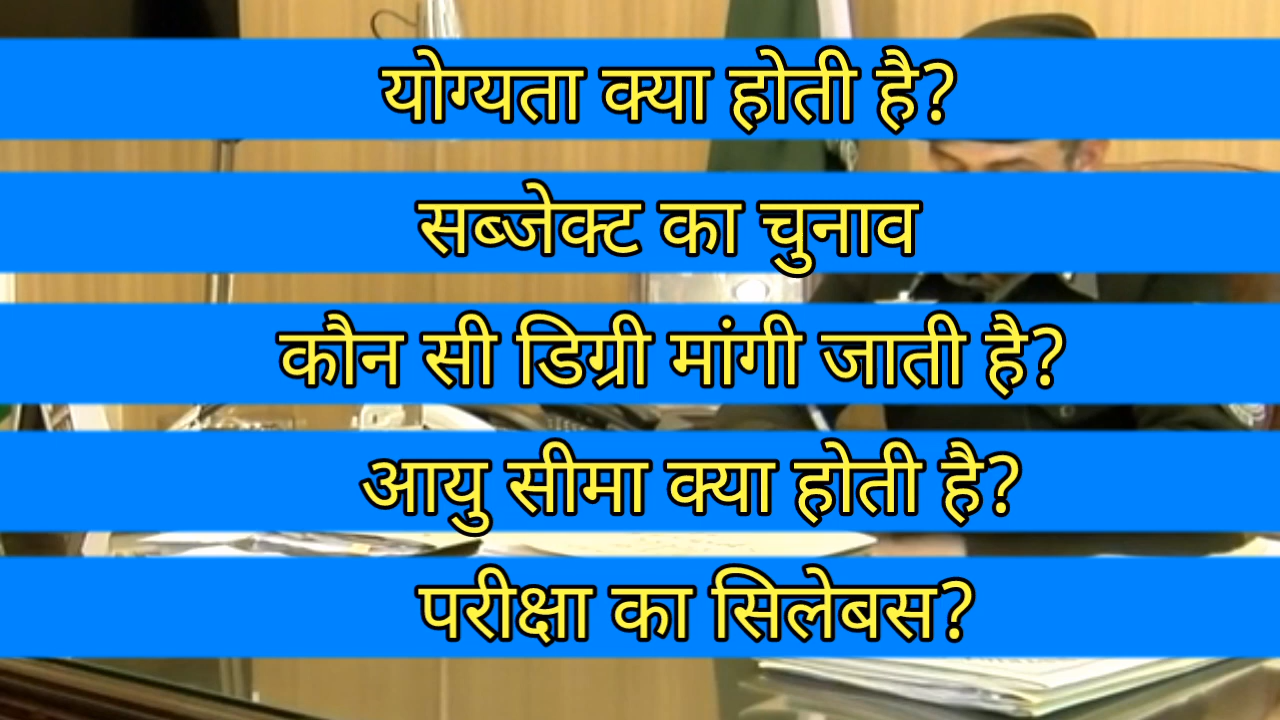 योग्यता क्या होती है?
सब्जेक्ट का चुनाव
कौन सी डिग्री मांगी जाती है?
आयु सीमा क्या होती है?
परीक्षा का सिलेबस?